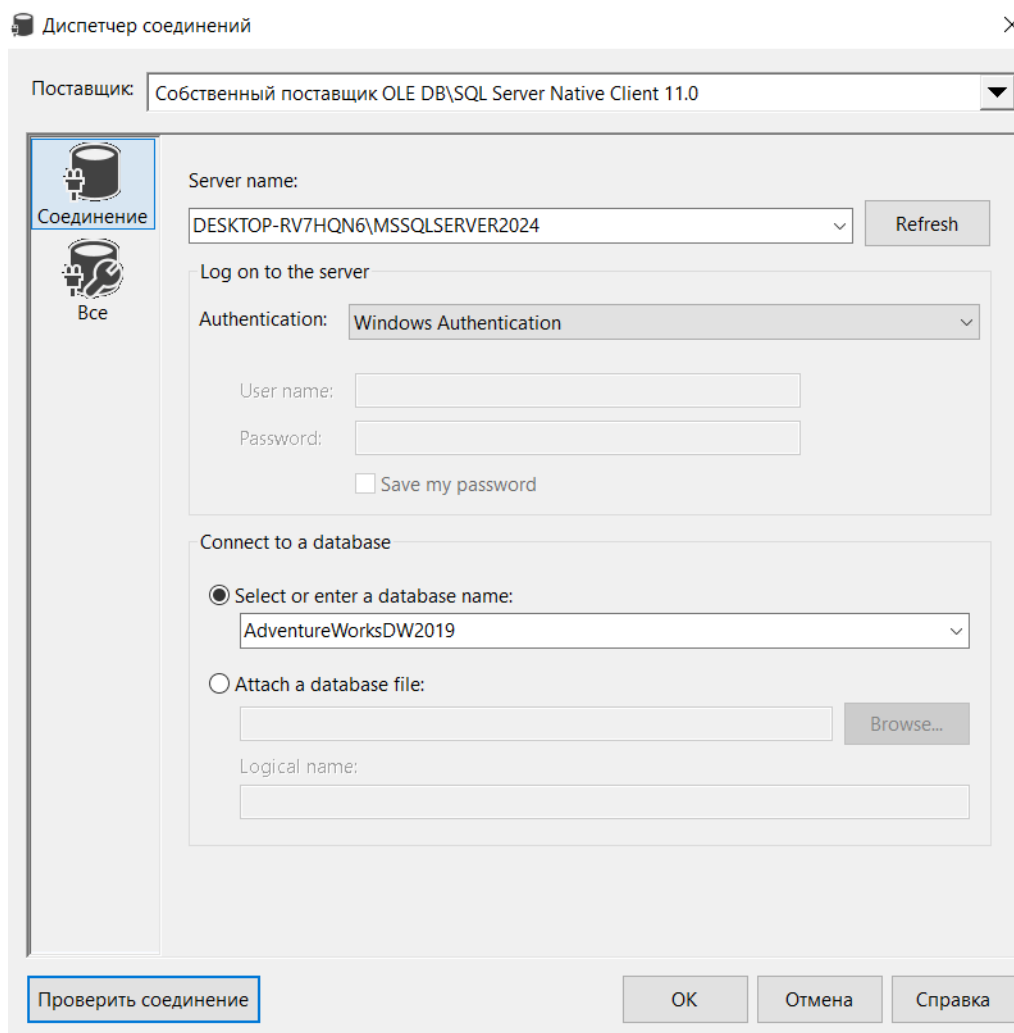 Диспетчер соединений
Поставщик: Собственный поставщик OLE DB\SQL Server Native Client 11.0
Соединение
Все
Server name:
DESKTOP-RV7HQN6\MSSQLSERVER2024 Refresh
Log on to the server
Authentication: Windows Authentication
User name:
Password:
Save my password
Connect to a database
Select or enter a database name:
AdventureWorksDW2019
Attach a database file:
Browse...
Logical name:
Проверить соединение ОК Отмена Справка